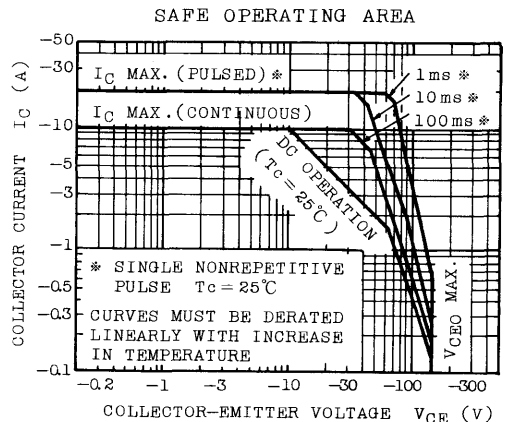 SAFE OPERATING AREA
-50
-30
-10
-5
-3
-1
-0.5
-0.3
-0.1
COLLECTOR CURRENT IC (A)
IC MAX.(PULSED)※
IC MAX.(CONTINUOUS)
1ms※
10ms※
100ms※
DC OPERATION
(Tc=25℃)
※ SINGLE NONREPETITIVE
PULSE Tc=25℃
CURVES MUST BE DERATED
LINEARLY WITH INCREASE
IN TEMPERATURE
VCEO MAX.
-0.2 -1 -3 -10 -30 -100 -300
COLLECTOR-EMITTER VOLTAGE VCE (V)